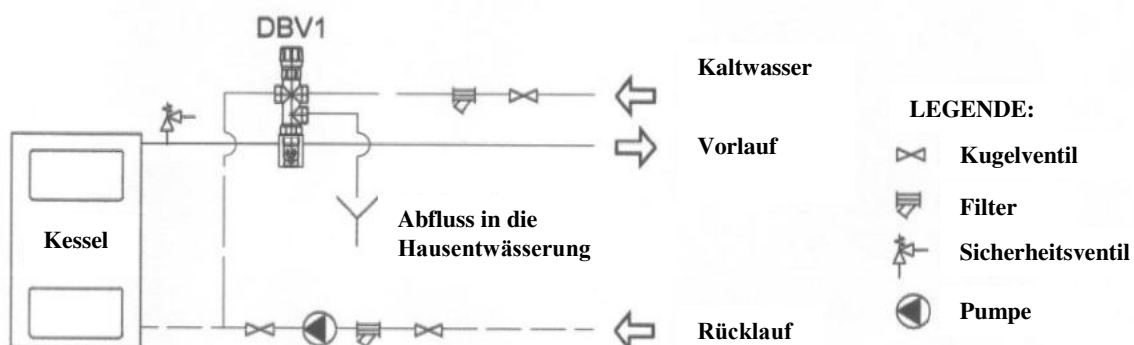 DBV1
Kaltwasser
LEGENDE:
Vorlauf
Kugelventil
Filter
Kessel
Abfluss in die
Hausentwässerung
Sicherheitsventil
Pumpe
Rücklauf